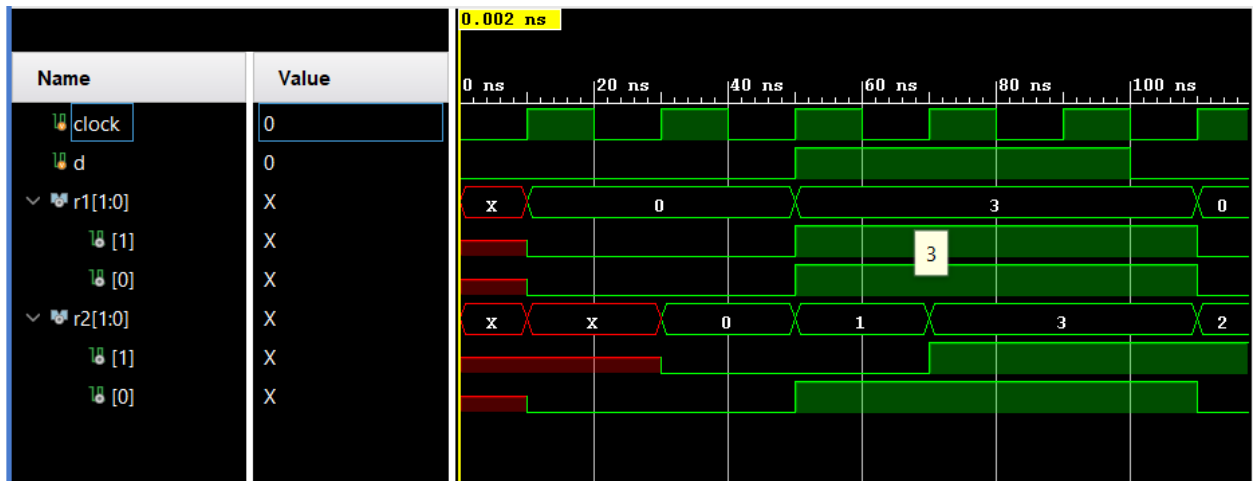 0.002 ns
Name Value 0 ns 20 ns 40 ns 60 ns 80 ns 100 ns
clock 0
d 0
r1[1:0] X X 0 3 0
[1] X 3
[0] X
r2[1:0] X X X 0 1 3 2
[1] X
[0] X